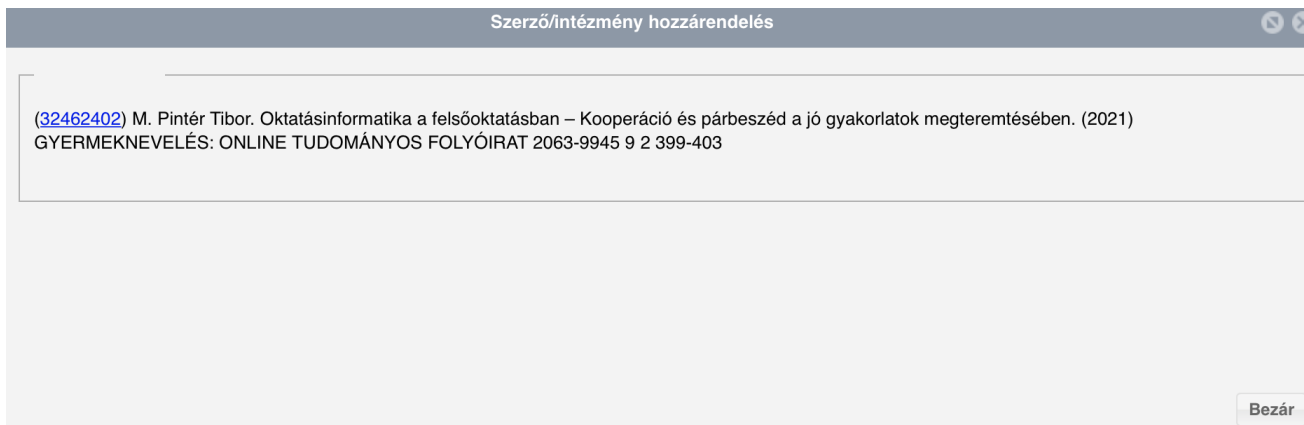 Szerző/intézmény hozzárendelés
(32462402) M. Pintér Tibor. Oktatásinformatika a felsőoktatásban – Kooperáció és párbeszéd a jó gyakorlatok megteremtésében. (2021)
GYERMEKNEVELÉS: ONLINE TUDOMÁNYOS FOLYÓIRAT 2063-9945 9 2 399-403
Bezár